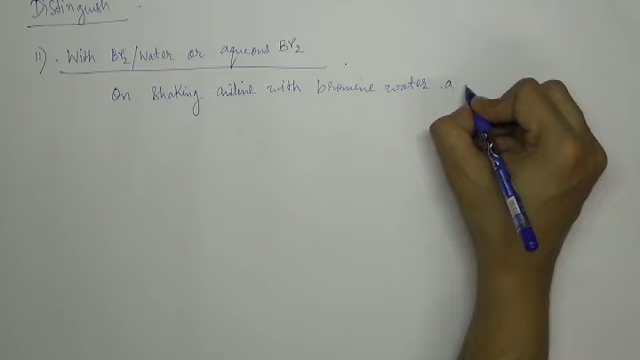 Distinguish
ii). With Br2/Water or aqueous Br2
On shaking aniline with bromine water. a